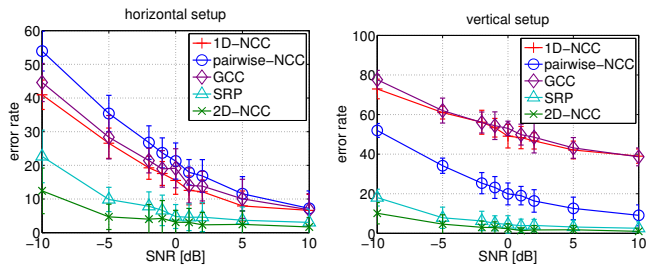 horizontal setup
60
50
40
30
20
10
0
−10
−5
0
5
10
SNR [dB]
error rate
1D−NCC
pairwise−NCC
GCC
SRP
2D−NCC
vertical setup
100
80
60
40
20
0
−10
−5
0
5
10
SNR [dB]
error rate
1D−NCC
pairwise−NCC
GCC
SRP
2D−NCC